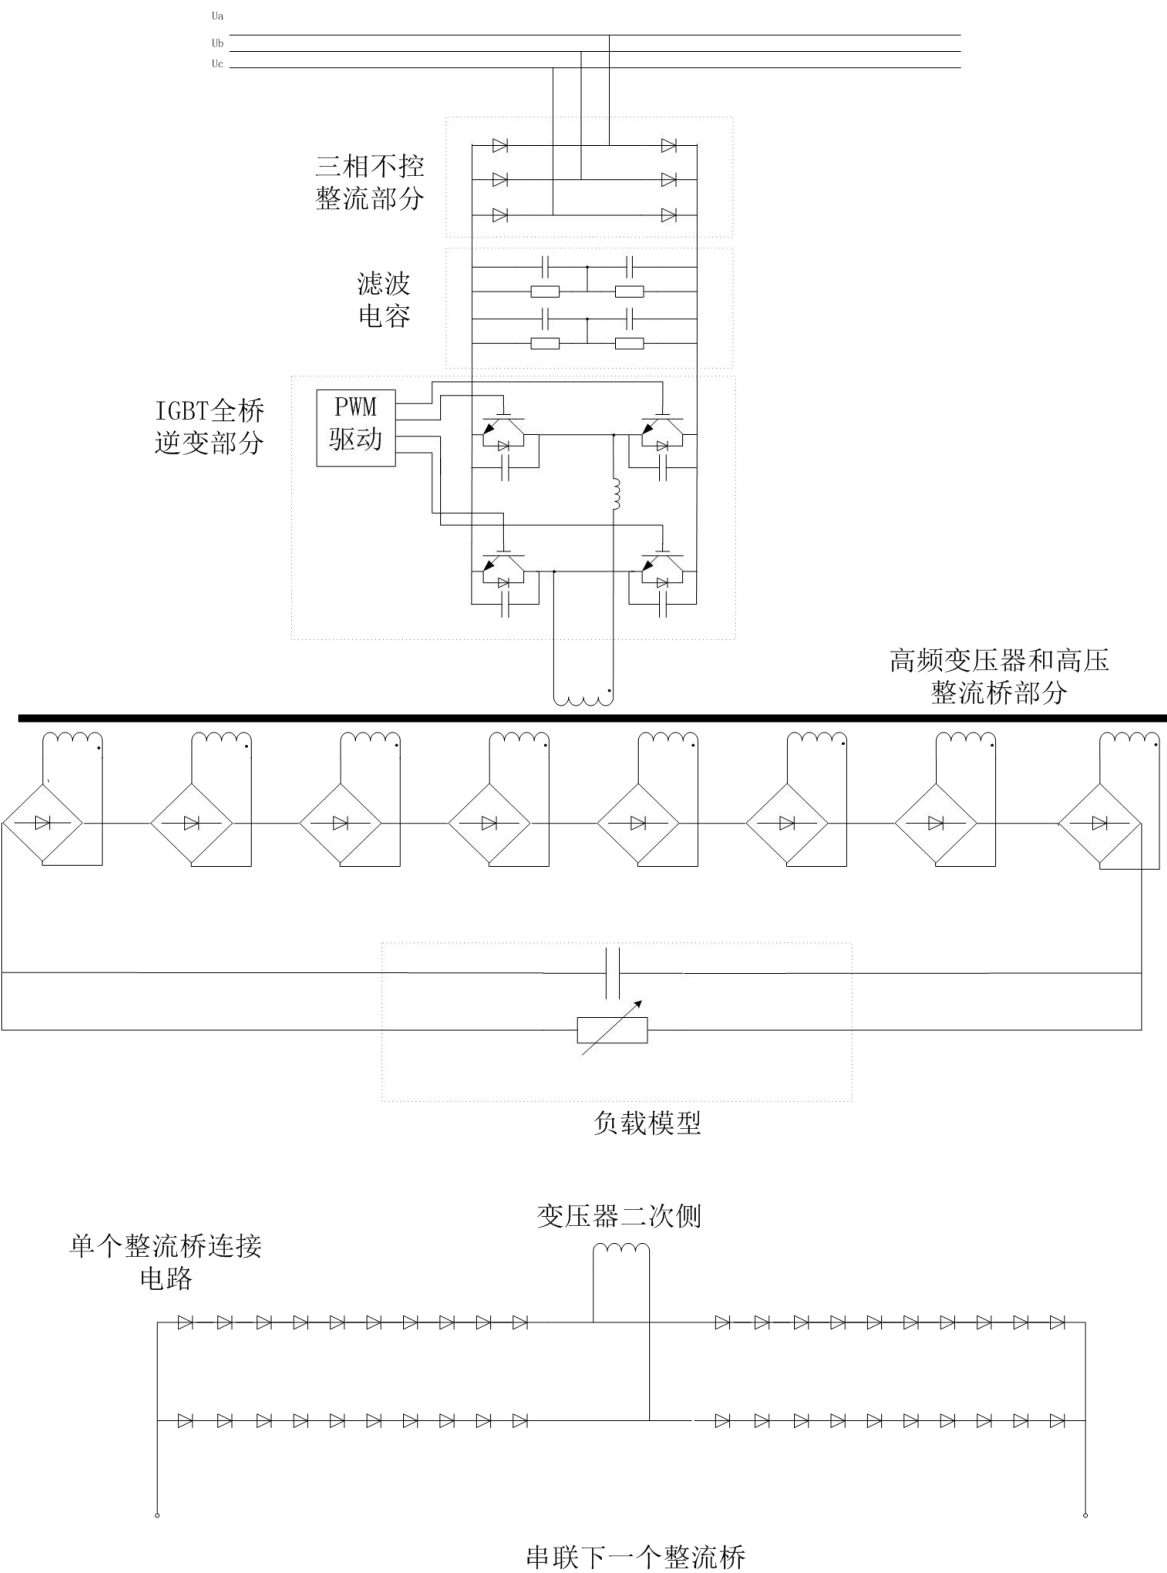 Ua
Ub
Uc
三相不控
整流部分
滤波
电容
IGBT全桥
逆变部分
PWM
驱动
高频变压器和高压
整流桥部分
负载模型
变压器二次侧
单个整流桥连接
电路
串联下一个整流桥